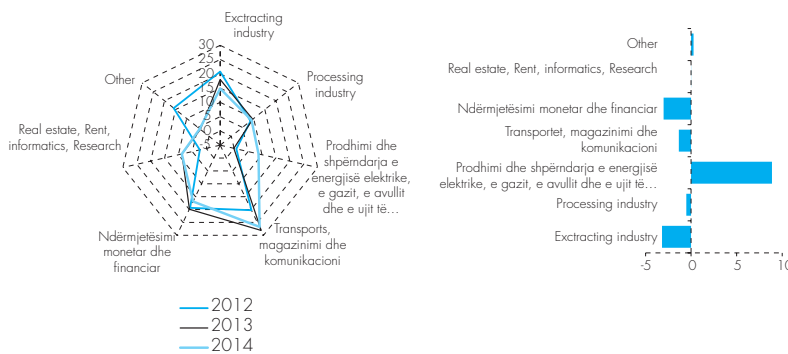 Exctracting
industry
30
25
20
15
10
5
0
-5
Processing
industry
Prodhimi dhe
shpërndarja e
energjisë elektrike,
e gazit, e avullit
dhe e ujit të...
Transports,
magazinimi dhe
komunikacioni
Ndërmjetësimi
monetar dhe
financiar
Real estate, Rent,
informatics, Research
Other
2012
2013
2014
Other
Real estate, Rent, informatics, Research
Ndërmjetësimi monetar dhe financiar
Transportet, magazinimi dhe
komunikacioni
Prodhimi dhe shpërndarja e energjisë
elektrike, e gazit, e avullit dhe e ujit të...
Processing industry
Exctracting industry
-5 0 5 10